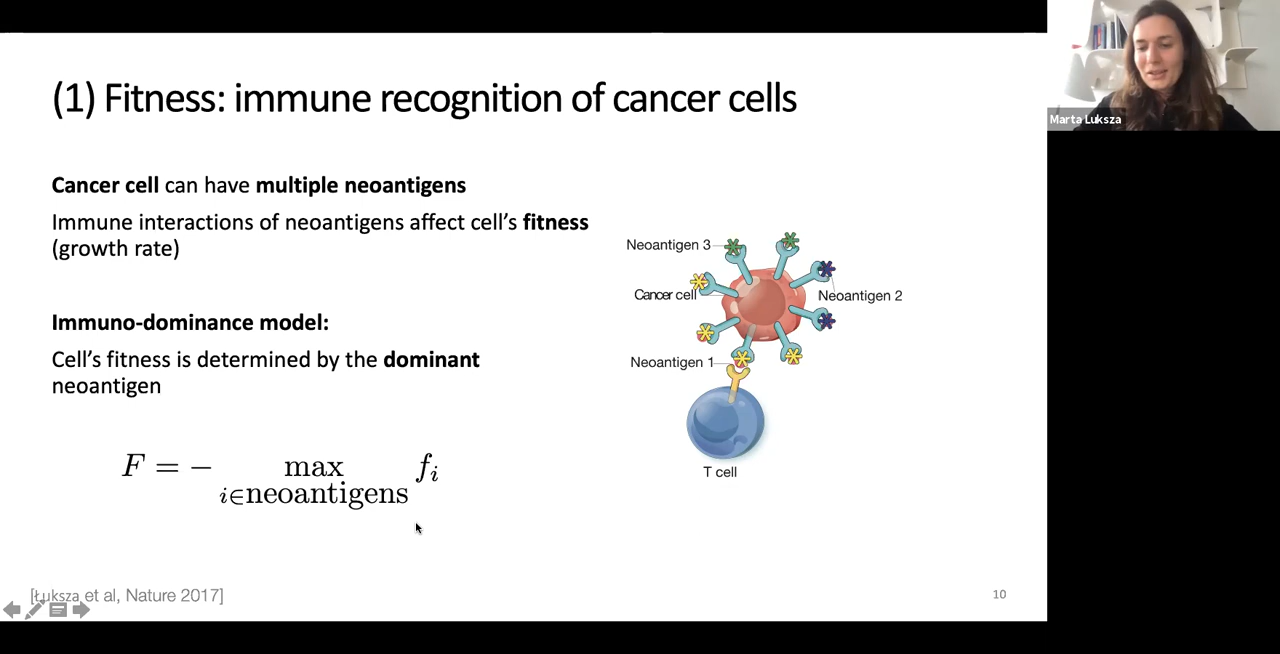 (1) Fitness: immune recognition of cancer cells
Marta Luksza
Cancer cell can have multiple neoantigens
Immune interactions of neoantigens affect cell’s fitness
(growth rate)
Immuno-dominance model:
Cell’s fitness is determined by the dominant
neoantigen
F = − max f_i
i∈neoantigens
Neoantigen 3
Cancer cell
Neoantigen 2
Neoantigen 1
T cell
[Łuksza et al, Nature 2017]
10